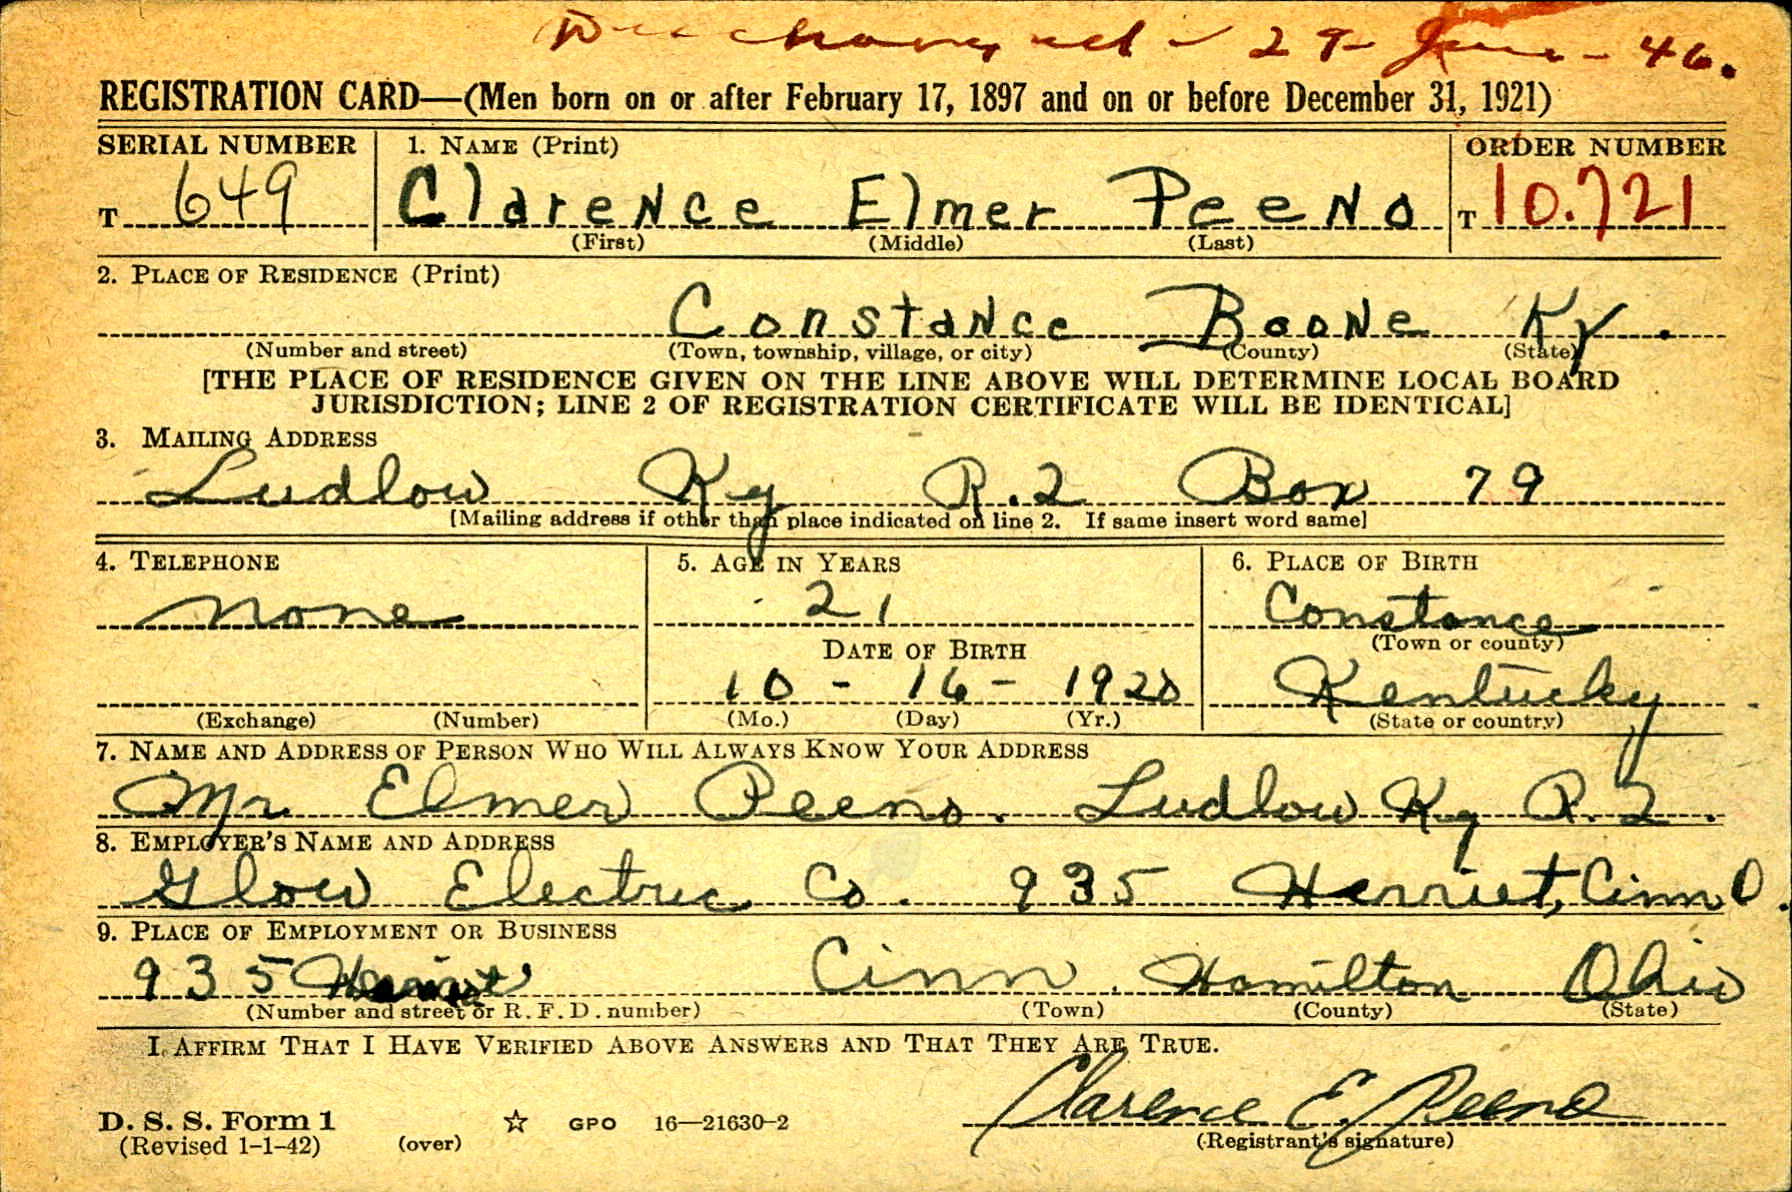 Discharged - 29 - June - 46.
REGISTRATION CARD—(Men born on or after February 17, 1897 and on or before December 31, 1921)
SERIAL NUMBER 1. NAME (Print) ORDER NUMBER
T 649 Clarence Elmer Peeno T 10.721
(First) (Middle) (Last)
2. PLACE OF RESIDENCE (Print)
Constance Boone Ky.
(Number and street) (Town, township, village, or city) (County) (State)
[THE PLACE OF RESIDENCE GIVEN ON THE LINE ABOVE WILL DETERMINE LOCAL BOARD
JURISDICTION; LINE 2 OF REGISTRATION CERTIFICATE WILL BE IDENTICAL]
3. MAILING ADDRESS
Ludlow Ky R.2 Box 79
[Mailing address if other than place indicated on line 2. If same insert word same]
4. TELEPHONE 5. AGE IN YEARS 6. PLACE OF BIRTH
none 21 Constance
(Town or county)
DATE OF BIRTH
10 - 16 - 1920 Kentucky
(Exchange) (Number) (Mo.) (Day) (Yr.) (State or country)
7. NAME AND ADDRESS OF PERSON WHO WILL ALWAYS KNOW YOUR ADDRESS
Mr Elmer Peeno. Ludlow Ky R.2.
8. EMPLOYER'S NAME AND ADDRESS
Glow Electric Co. 935 Harriet, Cinn O.
9. PLACE OF EMPLOYMENT OR BUSINESS
935 Cinn. Hamilton Ohio
(Number and street or R. F. D. number) (Town) (County) (State)
I AFFIRM THAT I HAVE VERIFIED ABOVE ANSWERS AND THAT THEY ARE TRUE.
Clarence E. Peeno
D. S. S. Form 1 ☆ GPO 16—21630-2
(Revised 1-1-42) (over) (Registrant's signature)